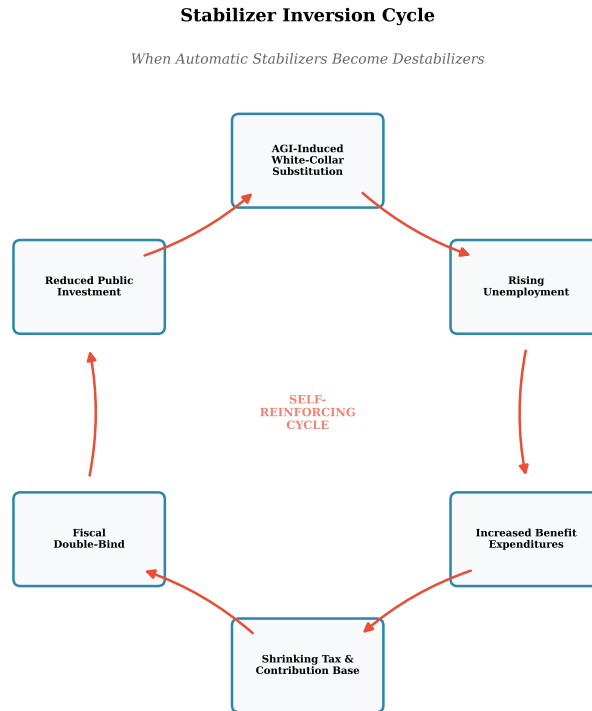 Stabilizer Inversion Cycle
When Automatic Stabilizers Become Destabilizers
AGI-Induced
White-Collar
Substitution
Rising
Unemployment
Increased Benefit
Expenditures
Shrinking Tax &
Contribution Base
Fiscal
Double-Bind
Reduced Public
Investment
SELF-
REINFORCING
CYCLE